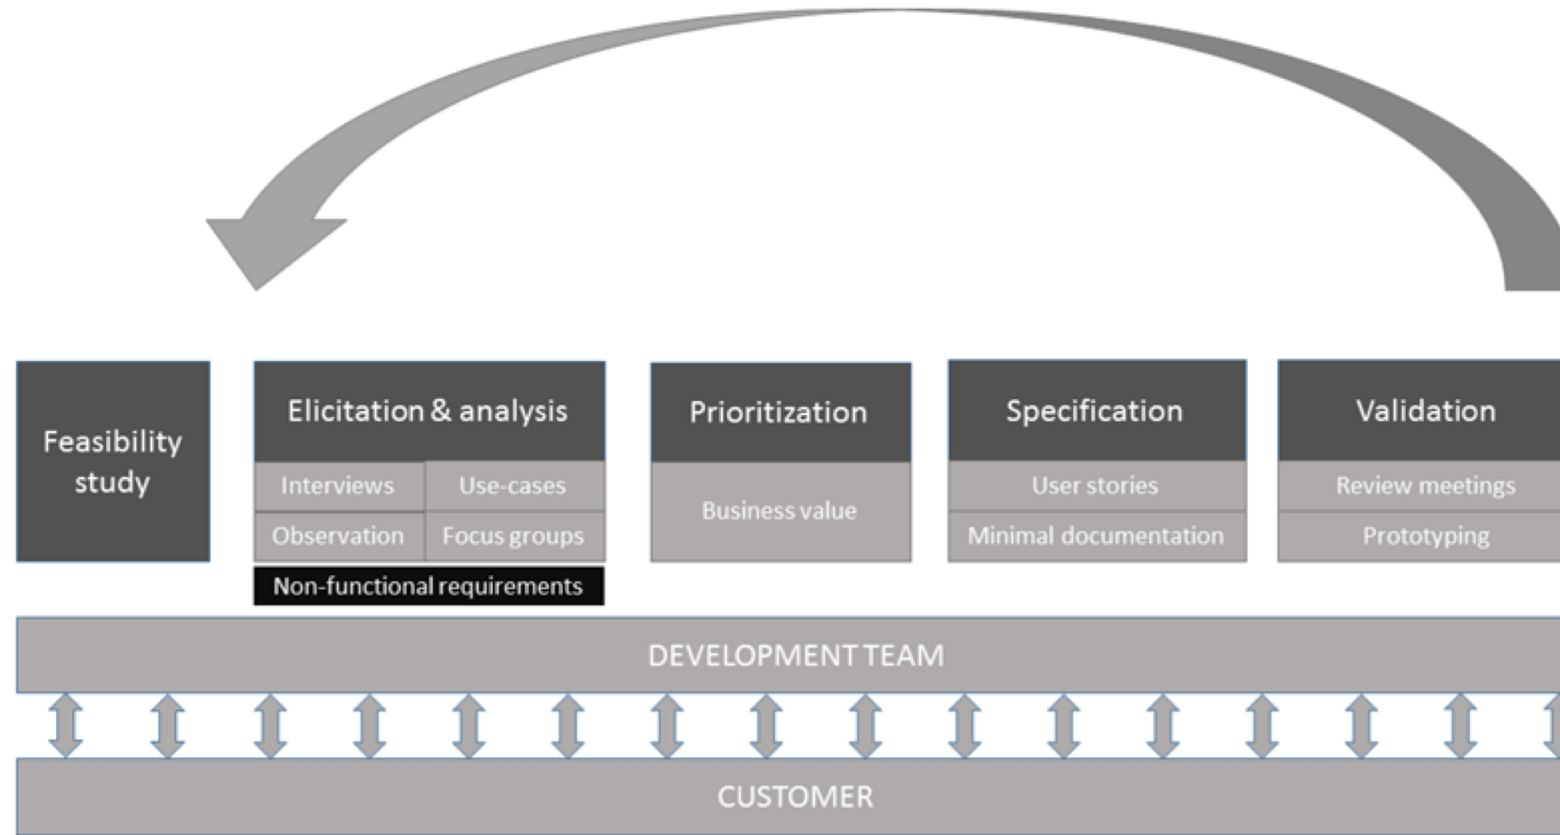 Feasibility
study
Elicitation & analysis
Interviews
Use-cases
Observation
Focus groups
Non-functional requirements
Prioritization
Business value
Specification
User stories
Minimal documentation
Validation
Review meetings
Prototyping
DEVELOPMENT TEAM
CUSTOMER